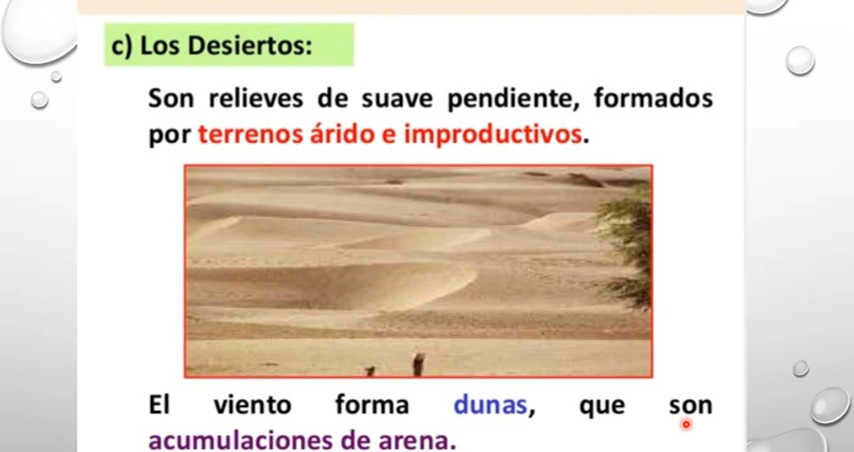 c) Los Desiertos:
Son relieves de suave pendiente, formados
por terrenos árido e improductivos.
El viento forma dunas, que son
acumulaciones de arena.